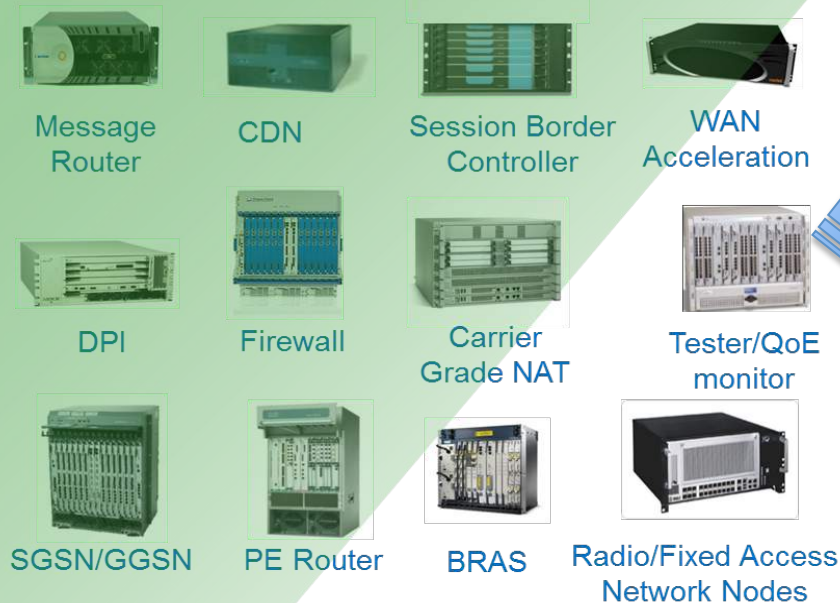 Message
Router
CDN
Session Border
Controller
WAN
Acceleration
DPI
Firewall
Carrier
Grade NAT
Tester/QoE
monitor
SGSN/GGSN
PE Router
BRAS
Radio/Fixed Access
Network Nodes